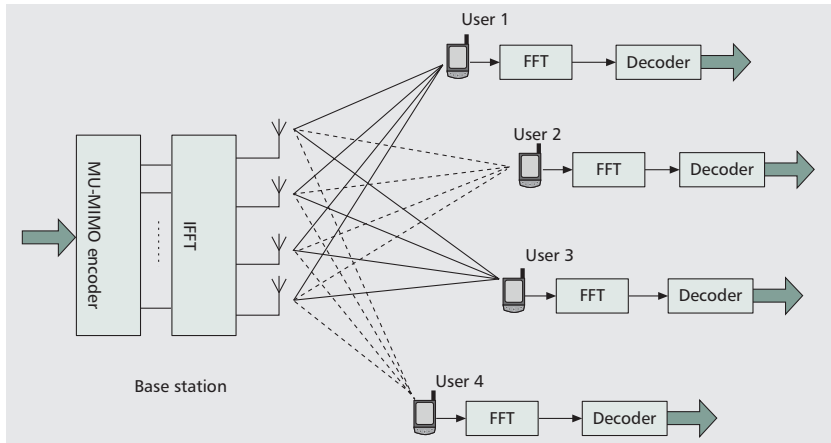 User 1
FFT
Decoder
User 2
FFT
Decoder
MU-MIMO encoder
IFFT
User 3
FFT
Decoder
Base station
User 4
FFT
Decoder